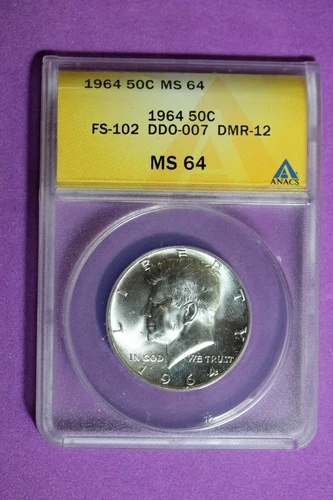 1964 50C MS 64
1964 50C
FS-102 DDO-007 DMR-12
MS 64
ANACS
LIBERTY
IN GOD WE TRUST
1964